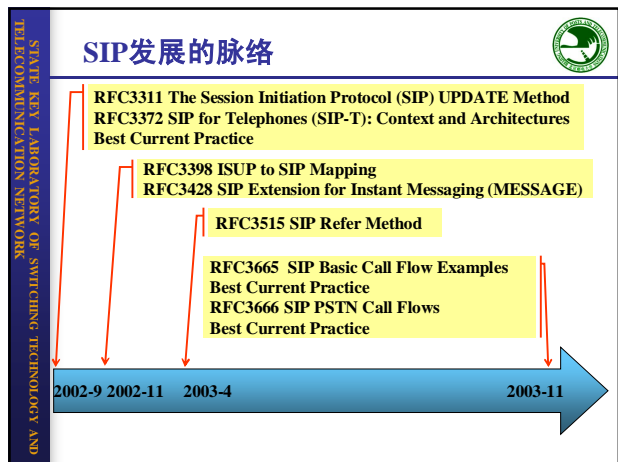 SIP发展的脉络
STATE KEY LABORATORY OF SWITCHING TECHNOLOGY AND
TELECOMMUNICATION NETWORK
RFC3311 The Session Initiation Protocol (SIP) UPDATE Method
RFC3372 SIP for Telephones (SIP-T): Context and Architectures
Best Current Practice
RFC3398 ISUP to SIP Mapping
RFC3428 SIP Extension for Instant Messaging (MESSAGE)
RFC3515 SIP Refer Method
RFC3665 SIP Basic Call Flow Examples
Best Current Practice
RFC3666 SIP PSTN Call Flows
Best Current Practice
2002-9 2002-11 2003-4 2003-11